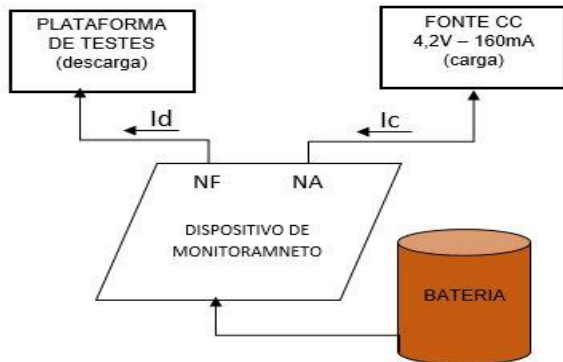 PLATAFORMA
DE TESTES
(descarga)
FONTE CC
4,2V – 160mA
(carga)
Id
Ic
NF
NA
DISPOSITIVO DE
MONITORAMNETO
BATERIA